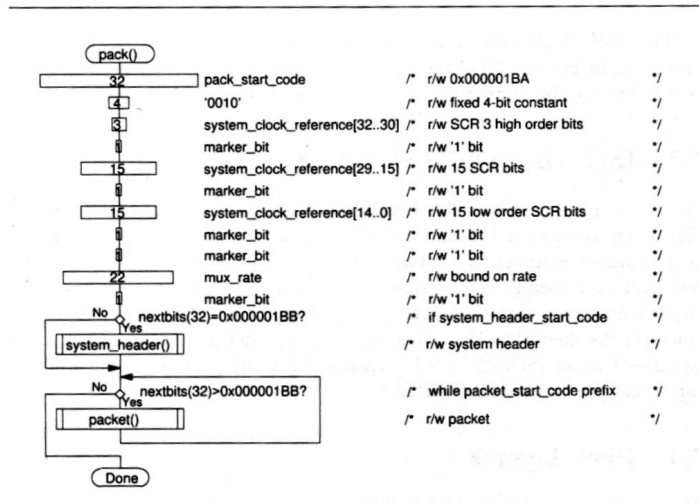 pack()
32 pack_start_code /* r/w 0x000001BA */
4 '0010' /* r/w fixed 4-bit constant */
3 system_clock_reference[32..30] /* r/w SCR 3 high order bits */
1 marker_bit /* r/w '1' bit */
15 system_clock_reference[29..15] /* r/w 15 SCR bits */
1 marker_bit /* r/w '1' bit */
15 system_clock_reference[14..0] /* r/w 15 low order SCR bits */
1 marker_bit /* r/w '1' bit */
1 marker_bit /* r/w '1' bit */
22 mux_rate /* r/w bound on rate */
1 marker_bit /* r/w '1' bit */
No nextbits(32)=0x000001BB? /* if system_header_start_code */
Yes
system_header() /* r/w system header */
No nextbits(32)>0x000001BB? /* while packet_start_code prefix */
Yes
packet() /* r/w packet */
Done